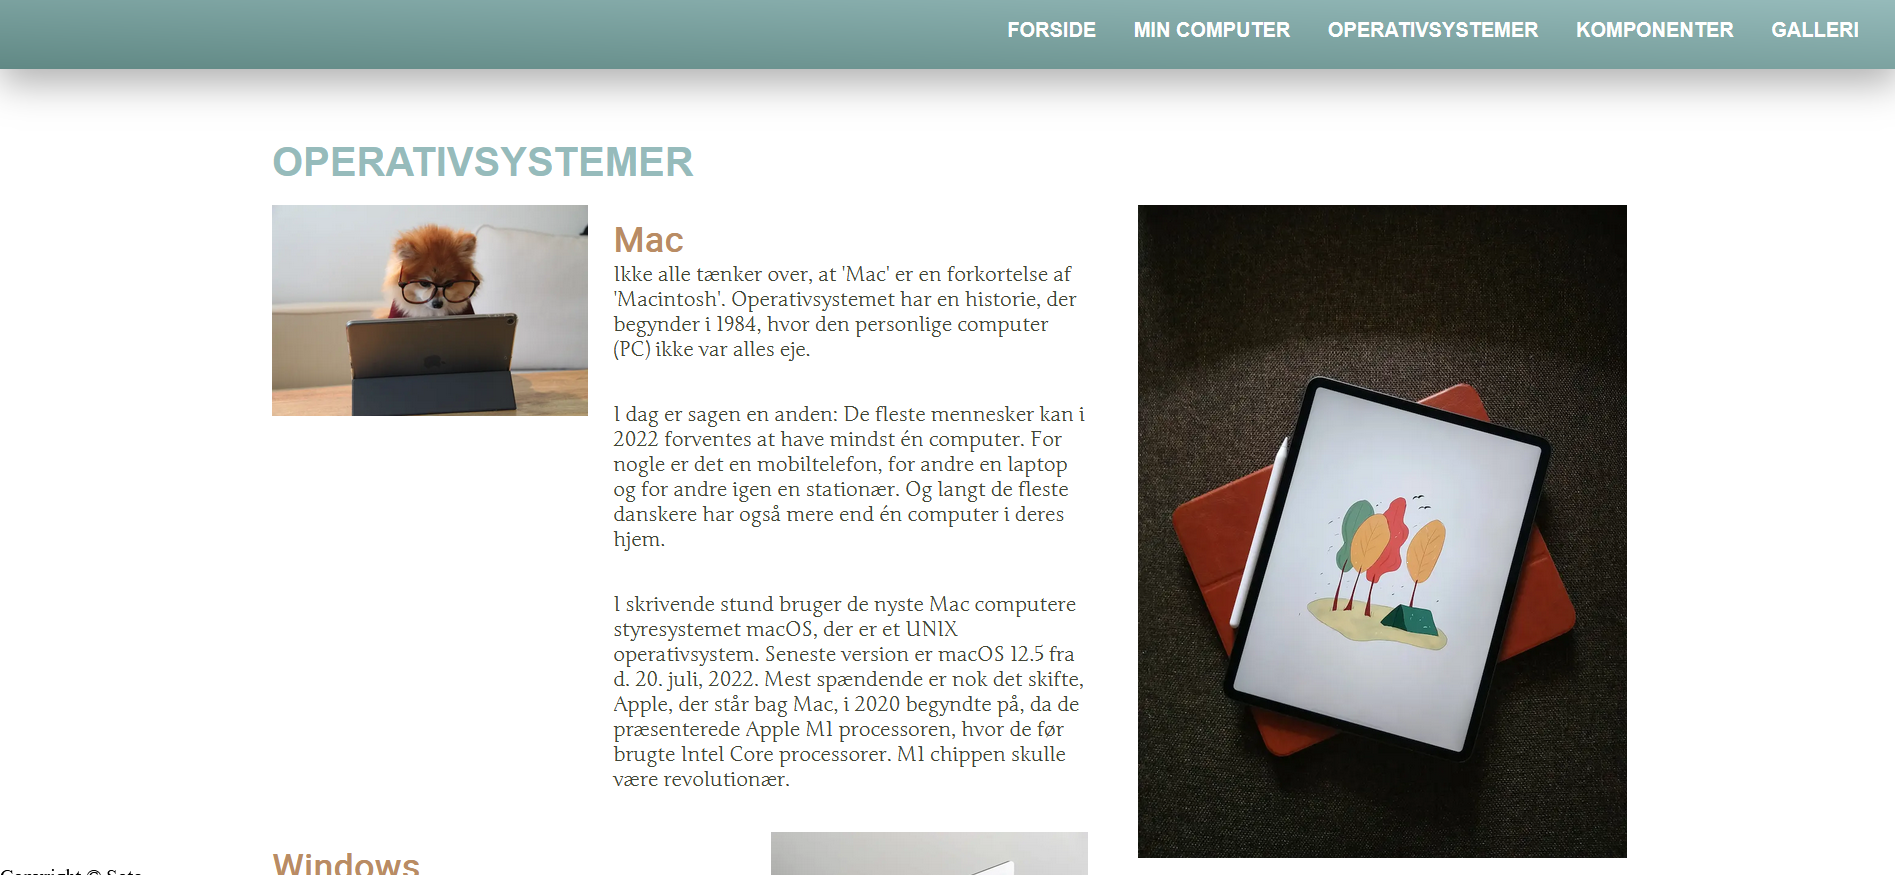 FORSIDE MIN COMPUTER OPERATIVSYSTEMER KOMPONENTER GALLERI
OPERATIVSYSTEMER
Mac
Ikke alle tænker over, at 'Mac' er en forkortelse af
'Macintosh'. Operativsystemet har en historie, der
begynder i 1984, hvor den personlige computer
(PC) ikke var alles eje.
I dag er sagen en anden: De fleste mennesker kan i
2022 forventes at have mindst én computer. For
nogle er det en mobiltelefon, for andre en laptop
og for andre igen en stationær. Og langt de fleste
danskere har også mere end én computer i deres
hjem.
I skrivende stund bruger de nyste Mac computere
styresystemet macOS, der er et UNIX
operativsystem. Seneste version er macOS 12.5 fra
d. 20. juli, 2022. Mest spændende er nok det skifte,
Apple, der står bag Mac, i 2020 begyndte på, da de
præsenterede Apple M1 processoren, hvor de før
brugte Intel Core processorer. M1 chippen skulle
være revolutionær.
Windows
Copyright ©